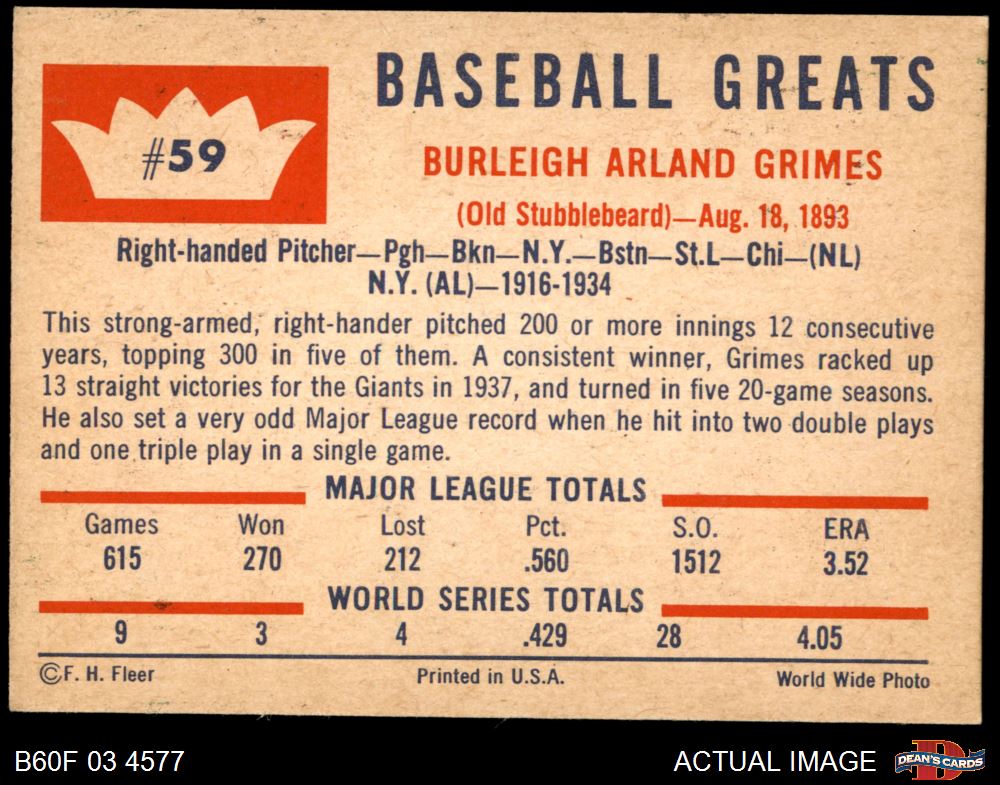 #59
BASEBALL GREATS
BURLEIGH ARLAND GRIMES
(Old Stubblebeard)—Aug. 18, 1893
Right-handed Pitcher—Pgh—Bkn—N.Y.—Bstn—St.L—Chi—(NL)
N.Y. (AL)—1916-1934
This strong-armed, right-hander pitched 200 or more innings 12 consecutive
years, topping 300 in five of them. A consistent winner, Grimes racked up
13 straight victories for the Giants in 1937, and turned in five 20-game seasons.
He also set a very odd Major League record when he hit into two double plays
and one triple play in a single game.
MAJOR LEAGUE TOTALS
Games Won Lost Pct. S.O. ERA
615 270 212 .560 1512 3.52
WORLD SERIES TOTALS
9 3 4 .429 28 4.05
©F. H. Fleer Printed in U.S.A. World Wide Photo
B60F 03 4577 ACTUAL IMAGE D DEAN'S CARDS